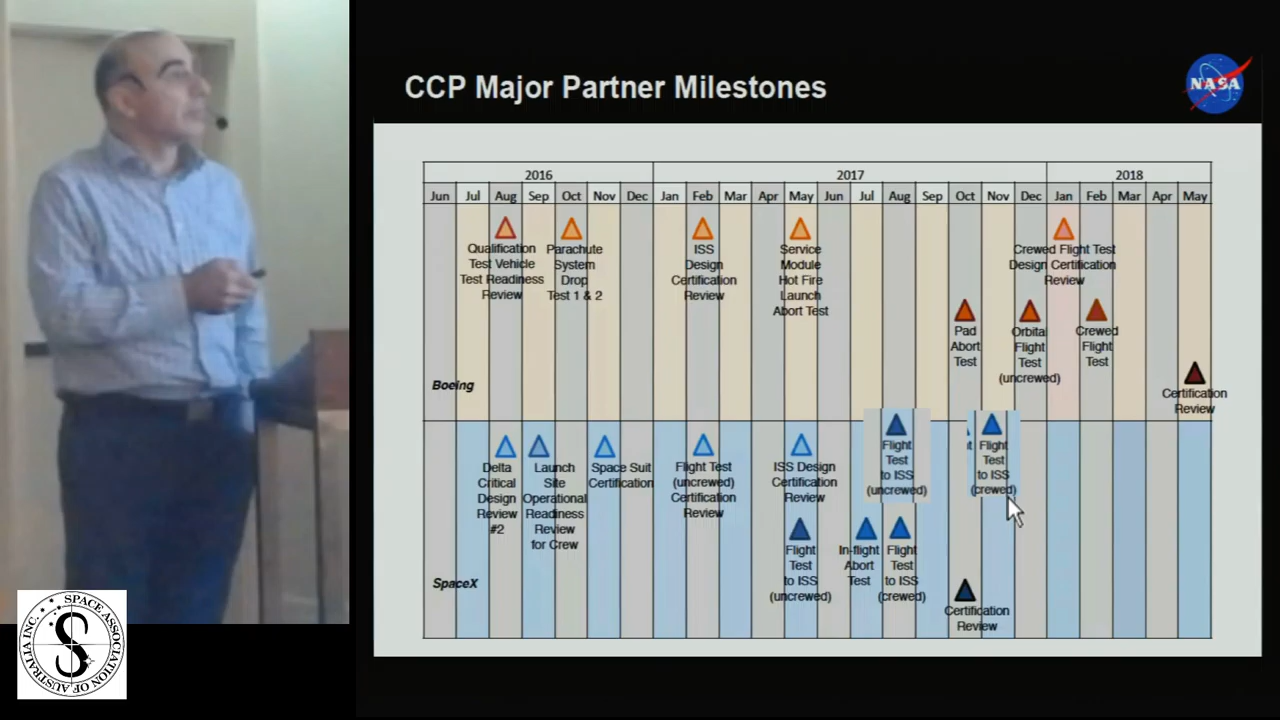 CCP Major Partner Milestones
NASA
2016 2017 2018
Jun Jul Aug Sep Oct Nov Dec Jan Feb Mar Apr May Jun Jul Aug Sep Oct Nov Dec Jan Feb Mar Apr May
Qualification
Test Vehicle
Test Readiness
Review
Parachute
System
Drop
Test 1 & 2
ISS
Design
Certification
Review
Service
Module
Hot Fire
Launch
Abort Test
Crewed Flight Test
Design Certification
Review
Pad
Abort
Test
Orbital
Flight
Test
(uncrewed)
Crewed
Flight
Test
Boeing
Certification
Review
Flight
Test
to ISS
(uncrewed)
Flight
Test
to ISS
(crewed)
Delta
Critical
Design
Review
#2
Launch
Site
Operational
Readiness
Review
for Crew
Space Suit
Certification
Flight Test
(uncrewed)
Certification
Review
ISS Design
Certification
Review
Flight
Test
to ISS
(uncrewed)
In-flight
Abort
Test
Flight
Test
to ISS
(crewed)
SpaceX
Certification
Review
SPACE ASSOCIATION OF AUSTRALIA INC.
S